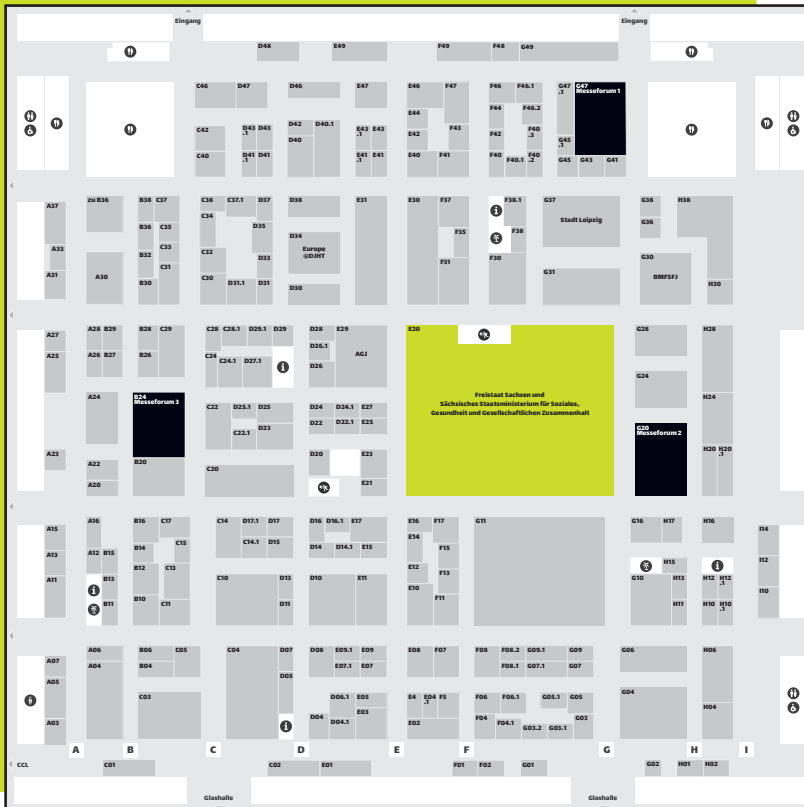 Eingang
Eingang
D48
E49
F49
F48
G49
C46
D47
D46
E47
E46
F47
F46
F46.1
G47
.1
G47
Messeforum 1
E44
F44
F46.2
C42
D43
.1
D43
D42
D40.1
E43
.1
E43
E42
F43
F42
F40
.3
D40
G45
.1
C40
D41
.1
D41
E41
.1
E41
E40
F41
F40
F40.1
F40
.2
G45
G43
G41
A37
zu B36
B38
C37
C38
C37.1
D37
D38
E31
E30
F37
F38.1
G37
Stadt Leipzig
G38
H38
C34
B36
C35
D35
D34
Europe
@DJHT
F35
F38
G36
A33
B32
C33
C32
D33
F30
G30
BMFSFJ
A31
A30
B30
C31
C30
D31.1
D31
D30
F31
G31
H30
A27
A28
B29
B28
C29
C28
C28.1
D29.1
D29
D28
E29
AGJ
E20
Freistaat Sachsen und
Sächsisches Staatsministerium für Soziales,
Gesundheit und Gesellschaftlichen Zusammenhalt
G28
H28
A25
A26
B27
B26
C24
C24.1
D27.1
D26.1
D26
G24
A24
B24
Messeforum 3
C22
D25.1
D25
D24
D24.1
E27
H24
C22.1
D23
D22
D22.1
E25
G20
Messeforum 2
A23
A22
B20
C20
D20
E23
H20
H20
.1
A20
E21
A15
A16
B16
C17
C14
D17.1
D17
D16
D16.1
E17
E16
F17
G11
G16
H17
H16
I14
E14
A13
A12
B15
B14
C15
C14.1
D15
D14
D14.1
E15
F15
I12
H15
A11
B13
B12
C13
C10
D13
D10
E11
E12
F13
G10
H13
H12
H12
.1
I10
B11
B10
C11
D11
E10
F11
H11
H10
H10
.1
A07
A06
B06
C05
C04
D07
D08
E09.1
E09
E08
F07
F08
F08.2
G09.1
G09
G06
H06
A05
A04
B04
D05
E07.1
E07
F08.1
G07.1
G07
A03
C03
D06.1
E05
E4
E04
.1
F5
F06
F06.1
G05.1
G05
G04
D04
D04.1
E03
E02
F04
F04.1
G03.2
G03.1
G03
H04
A
B
C
D
E
F
G
H
I
CCL
C01
C02
E01
F01
F02
G01
G02
H01
H02
Glashalle
Glashalle